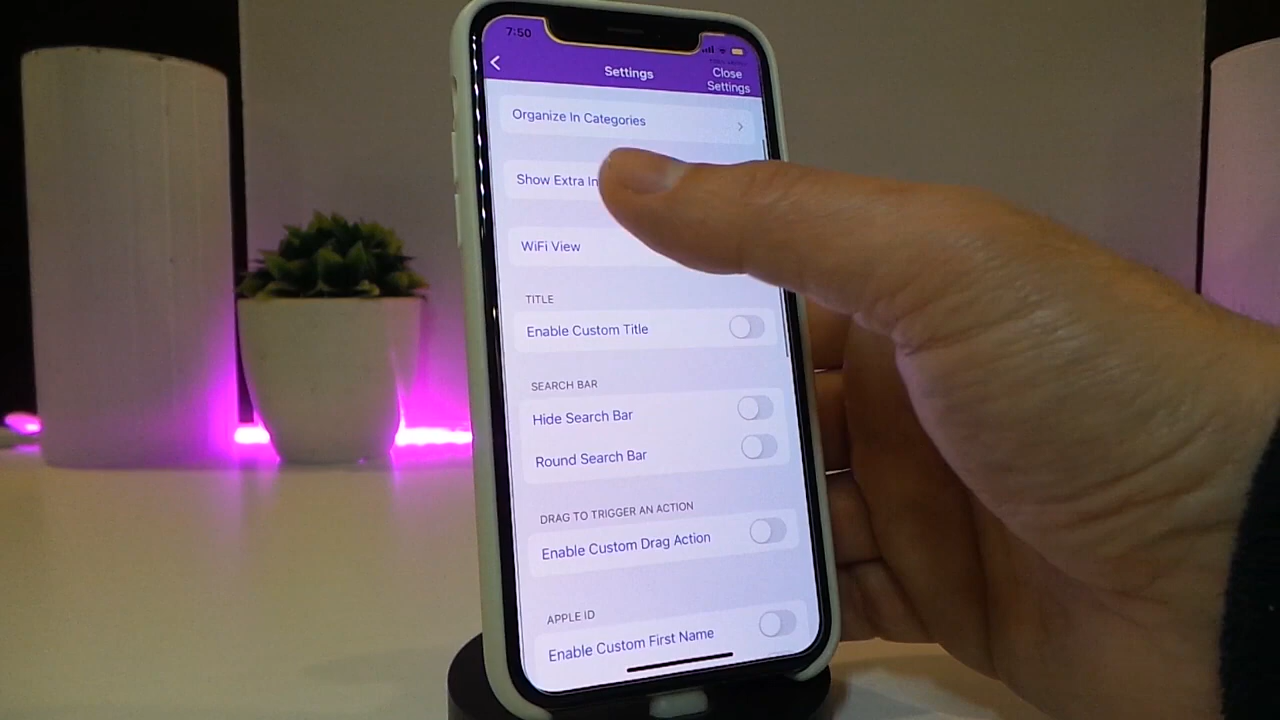 7:50
Settings
Close
Settings
Organize In Categories
Show Extra In
WiFi View
TITLE
Enable Custom Title
SEARCH BAR
Hide Search Bar
Round Search Bar
DRAG TO TRIGGER AN ACTION
Enable Custom Drag Action
APPLE ID
Enable Custom First Name